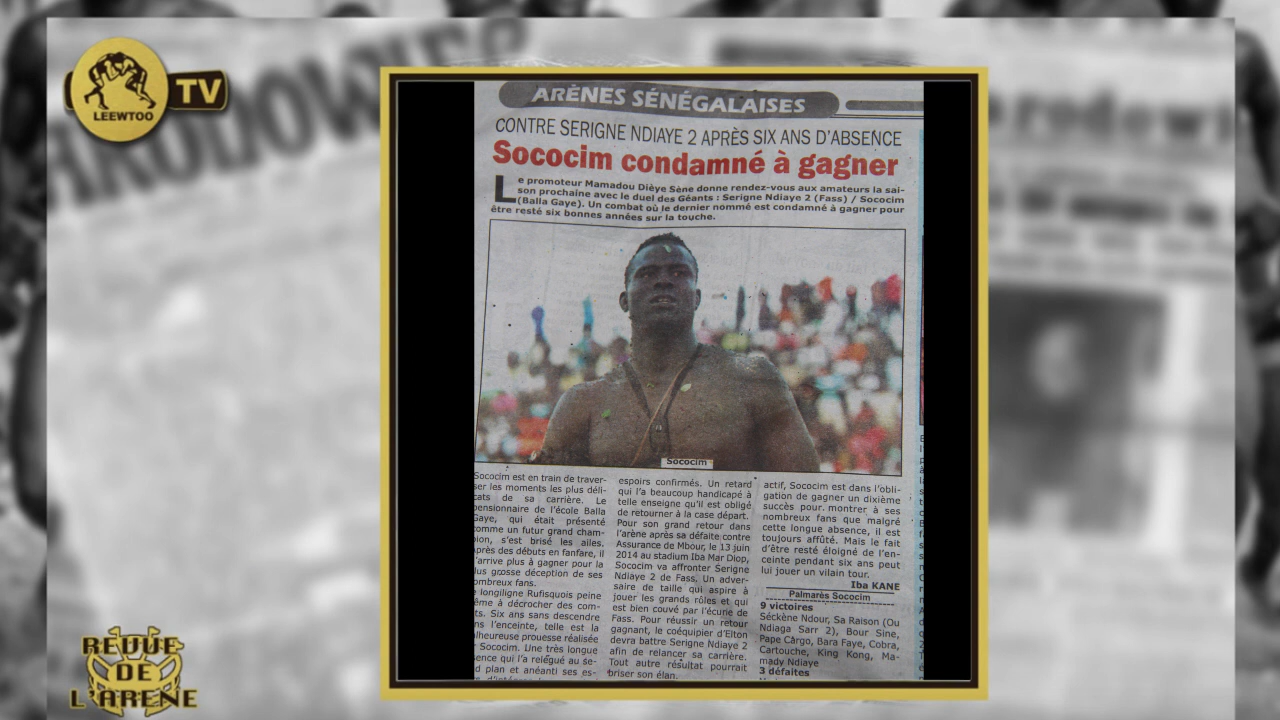 LEEWTOO
TV
ARÈNES SÉNÉGALAISES
CONTRE SERIGNE NDIAYE 2 APRÈS SIX ANS D'ABSENCE
Sococim condamné à gagner
Le promoteur Mamadou Dièye Sène donne rendez-vous aux amateurs la sai-
son prochaine avec le duel des Géants : Serigne Ndiaye 2 (Fass) / Sococim
(Balla Gaye). Un combat où le dernier nommé est condamné à gagner pour
être resté six bonnes années sur la touche.
Sococim
Sococim est en train de traver-
ser les moments les plus déli-
cats de sa carrière. Le
pensionnaire de l'école Balla
Gaye, qui était présenté
comme un futur grand cham-
pion, s'est brisé les ailes.
Après des débuts en fanfare, il
n'arrive plus à gagner pour la
plus grosse déception de ses
nombreux fans.
longiligne Rufisquois peine
même à décrocher des com-
ts. Six ans sans descendre
ns l'enceinte, telle est la
lheureuse prouesse réalisée
Sococim. Une très longue
sence qui l'a relégué au se-
d plan et anéanti ses es-
espoirs confirmés. Un retard
qui l'a beaucoup handicapé à
telle enseigne qu'il est obligé
de retourner à la case départ.
Pour son grand retour dans
l'arène après sa défaite contre
Assurance de Mbour, le 13 juin
2014 au stadium Iba Mar Diop,
Sococim va affronter Serigne
Ndiaye 2 de Fass. Un adver-
saire de taille qui aspire à
jouer les grands rôles et qui
est bien couvé par l'écurie de
Fass. Pour réussir un retour
gagnant, le coéquipier d'Elton
devra battre Serigne Ndiaye 2
afin de relancer sa carrière.
Tout autre résultat pourrait
briser son élan.
actif, Sococim est dans l'obli-
gation de gagner un dixième
succès pour montrer à ses
nombreux fans que malgré
cette longue absence, il est
toujours affûté. Mais le fait
d'être resté éloigné de l'en-
ceinte pendant six ans peut
lui jouer un vilain tour.
Iba KANE
Palmarès Sococim
9 victoires
Séckène Ndour, Sa Raison (Ou
Ndiaga Sarr 2), Bour Sine,
Pape Cârgo, Bara Faye, Cobra,
Cartouche, King Kong, Ma-
mady Ndiaye
3 défaites
REVUE
DE
L'ARENE